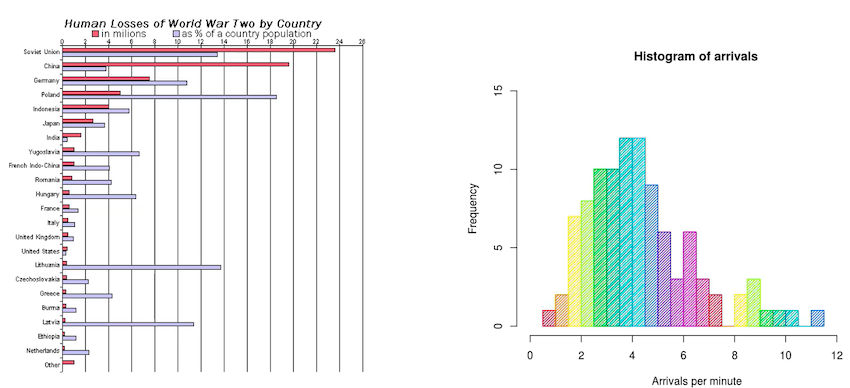 Human Losses of World War Two by Country
in milions as % of a country population
0 2 4 6 8 10 12 14 16 18 20 22 24 26
Soviet Union
China
Germany
Poland
Indonesia
Japan
India
Yugoslavia
French Indo-China
Romania
Hungary
France
Italy
United Kingdom
United States
Lithuania
Czechoslovakia
Greece
Burma
Latvia
Ethiopia
Netherlands
Other
Histogram of arrivals
Frequency
15
10
5
0
0 2 4 6 8 10 12
Arrivals per minute